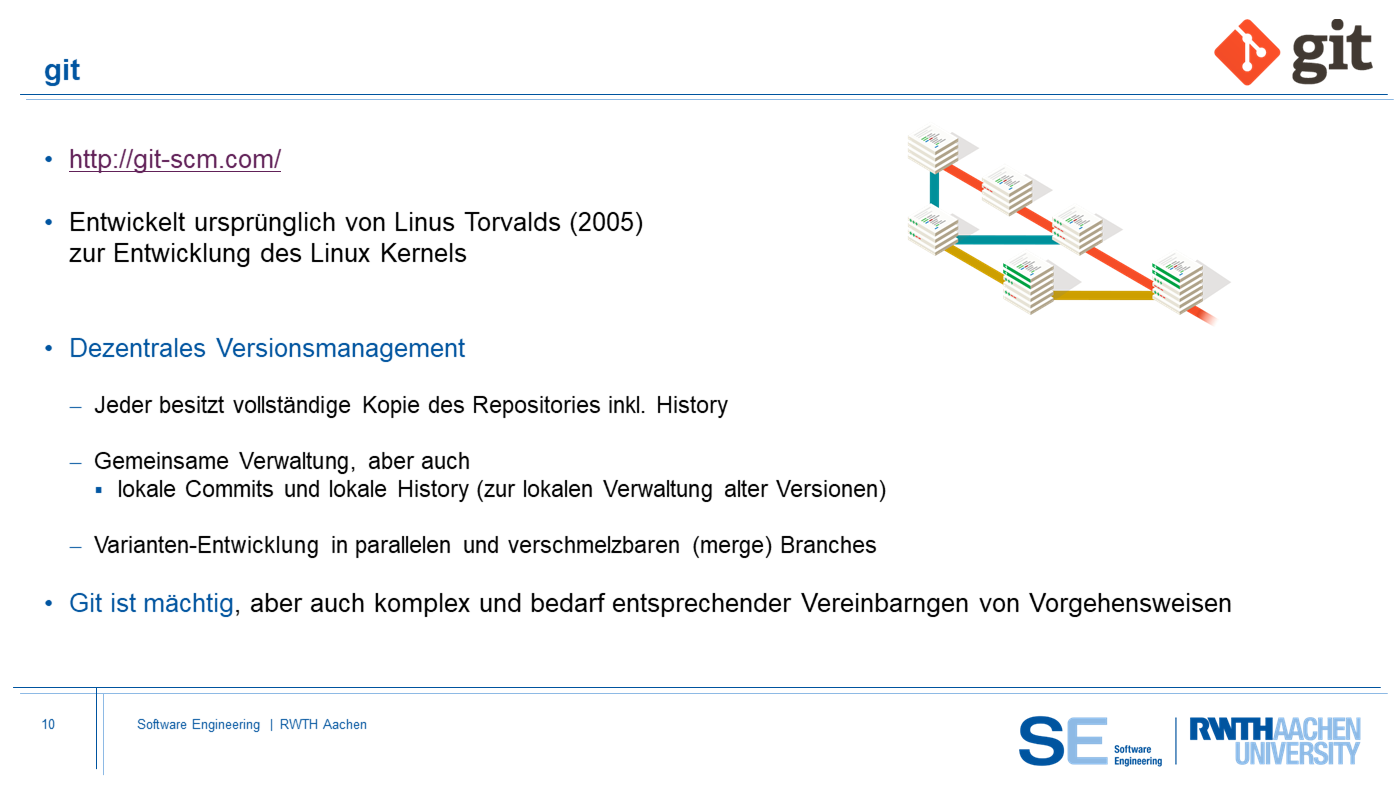 git
git
• http://git-scm.com/
• Entwickelt ursprünglich von Linus Torvalds (2005)
zur Entwicklung des Linux Kernels
• Dezentrales Versionsmanagement
– Jeder besitzt vollständige Kopie des Repositories inkl. History
– Gemeinsame Verwaltung, aber auch
▪ lokale Commits und lokale History (zur lokalen Verwaltung alter Versionen)
– Varianten-Entwicklung in parallelen und verschmelzbaren (merge) Branches
• Git ist mächtig, aber auch komplex und bedarf entsprechender Vereinbarngen von Vorgehensweisen
10
Software Engineering | RWTH Aachen
SE Software
Engineering
RWTHAACHEN
UNIVERSITY